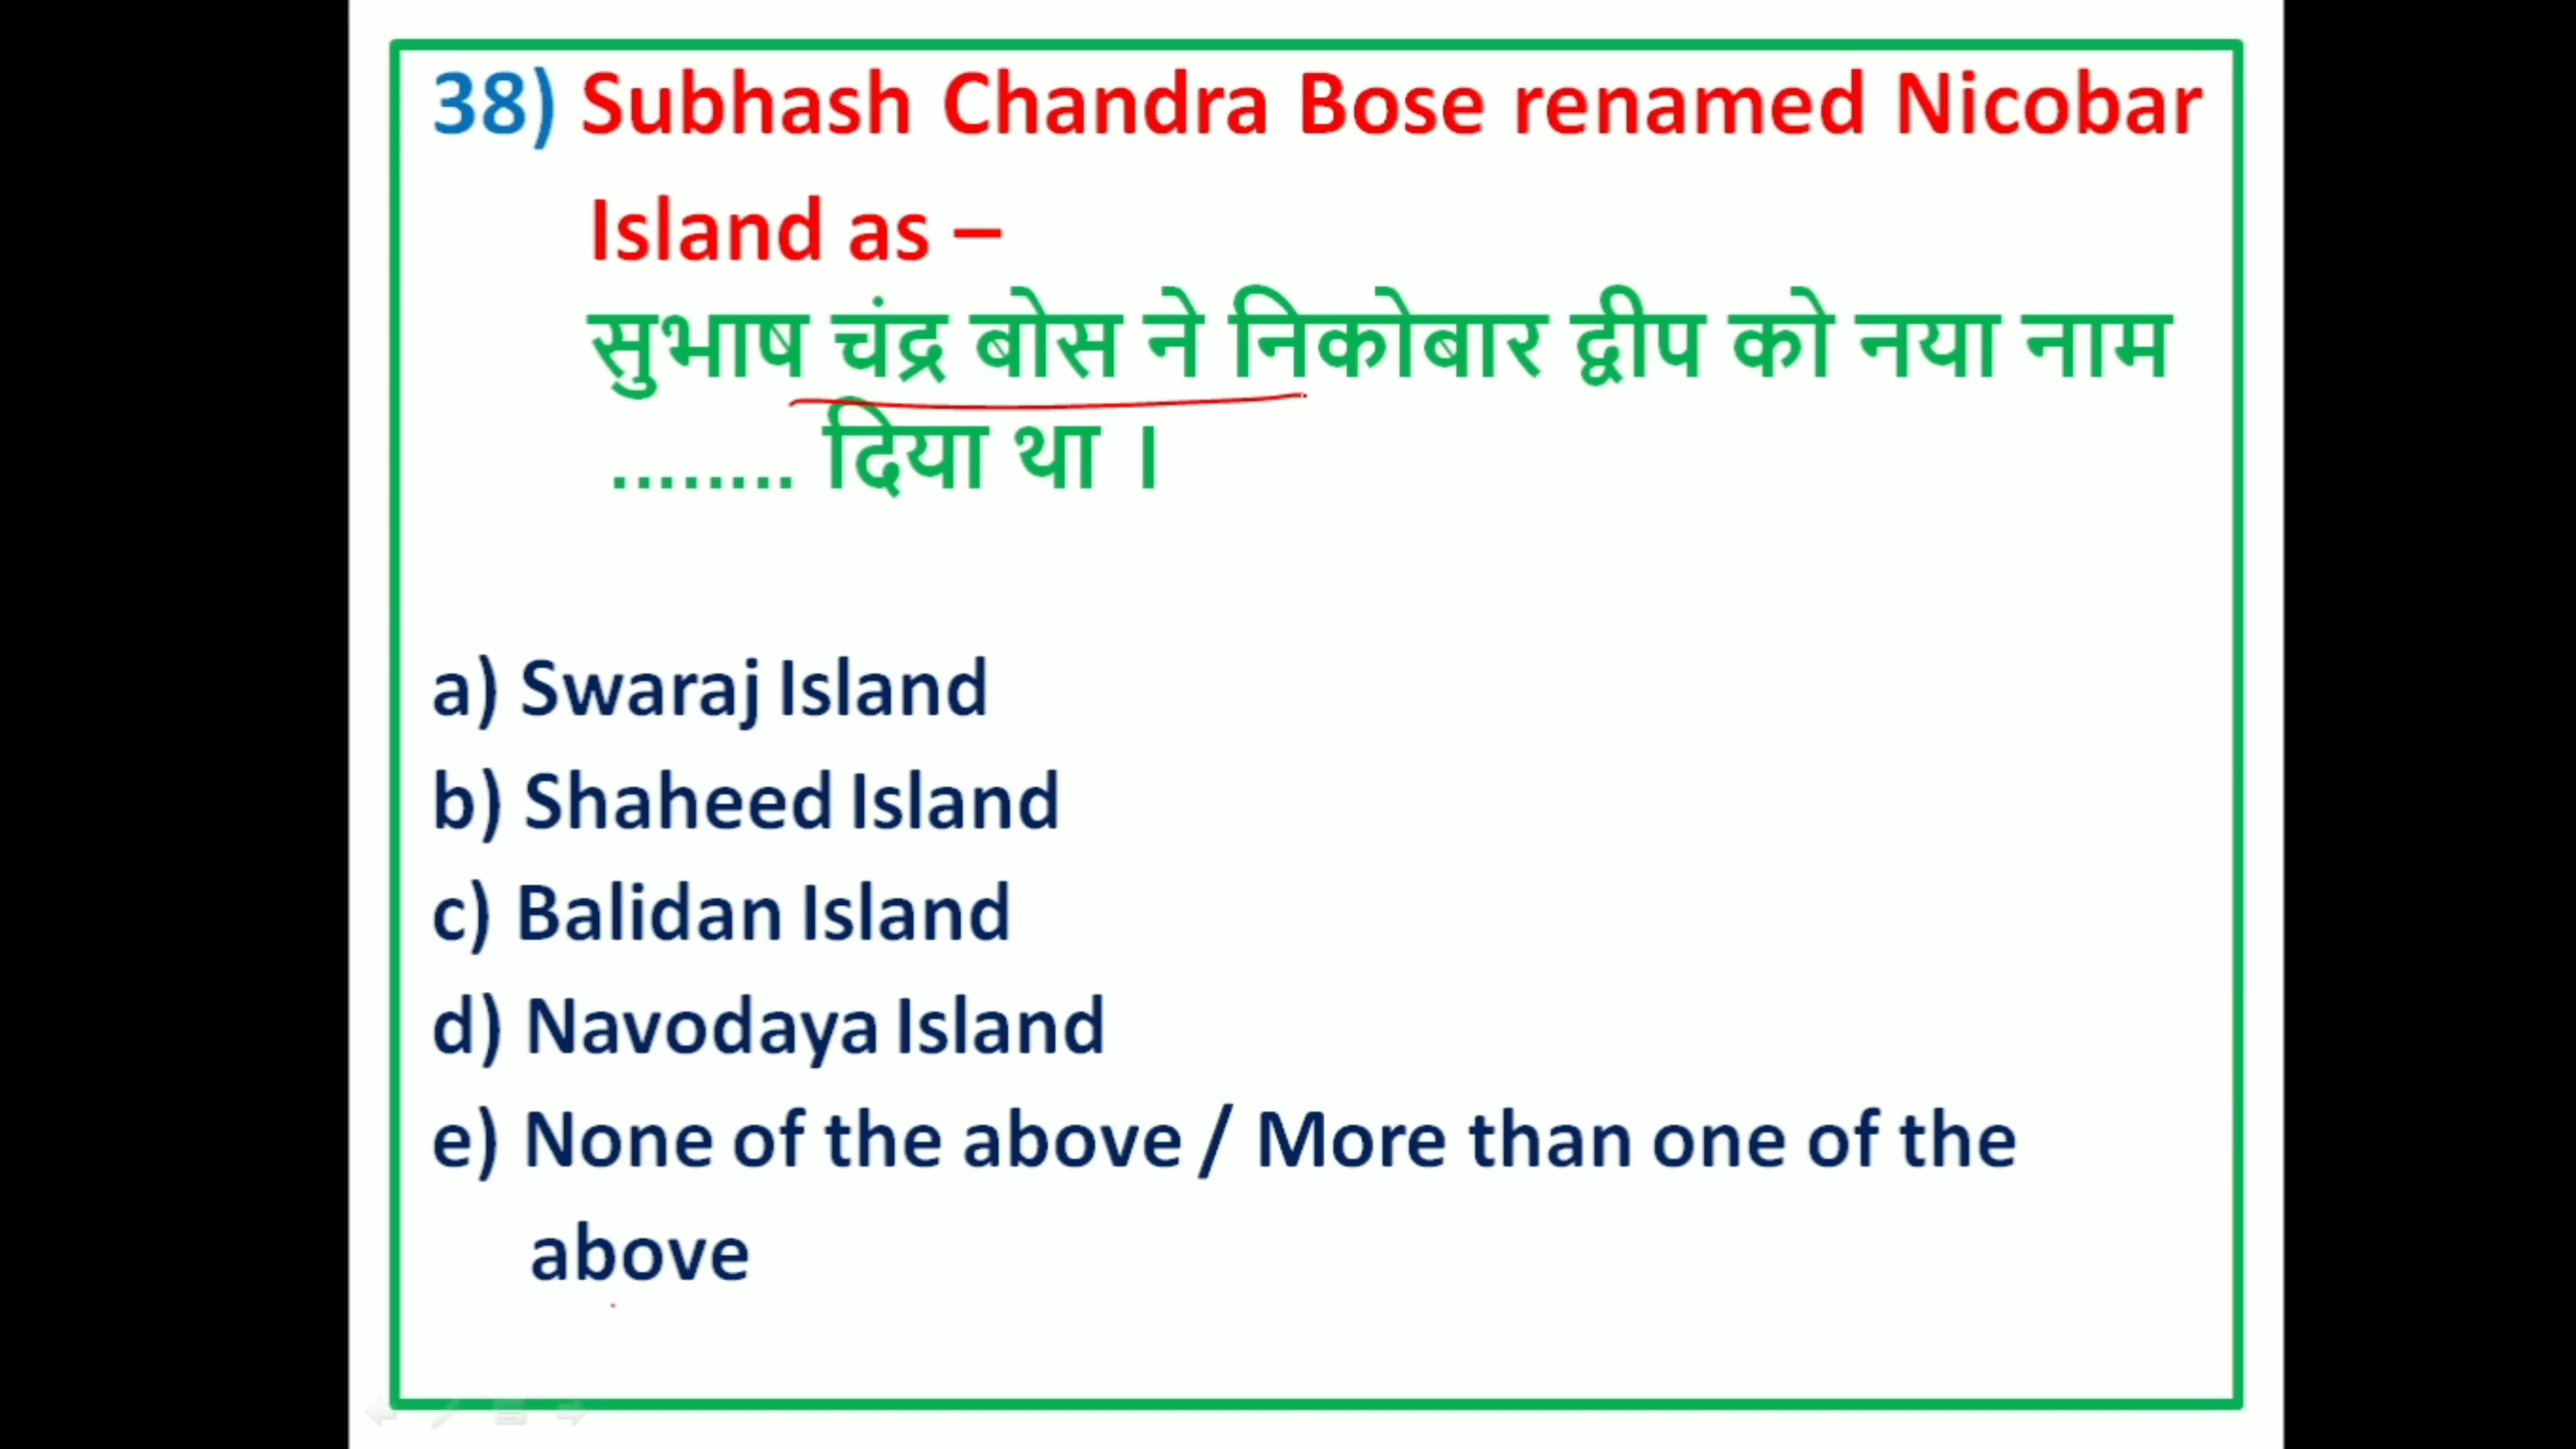 38) Subhash Chandra Bose renamed Nicobar
Island as –
सुभाष चंद्र बोस ने निकोबार द्वीप को नया नाम
........ दिया था ।
a) Swaraj Island
b) Shaheed Island
c) Balidan Island
d) Navodaya Island
e) None of the above / More than one of the
above